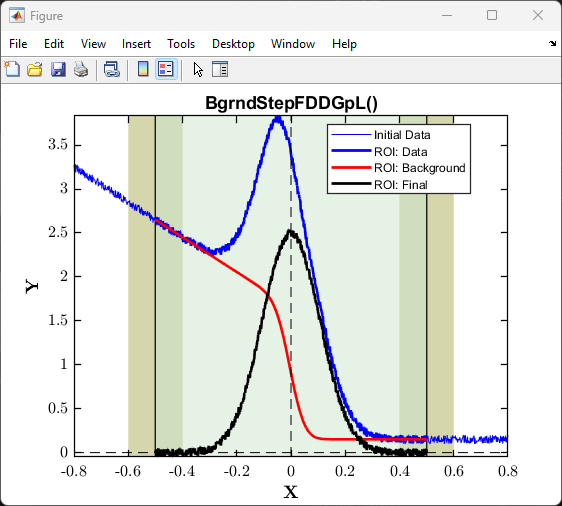 Figure
File Edit View Insert Tools Desktop Window Help
BgrndStepFDDGpL()
Initial Data
ROI: Data
ROI: Background
ROI: Final
3.5
3
2.5
2
1.5
1
0.5
0
Y
-0.8 -0.6 -0.4 -0.2 0 0.2 0.4 0.6 0.8
X